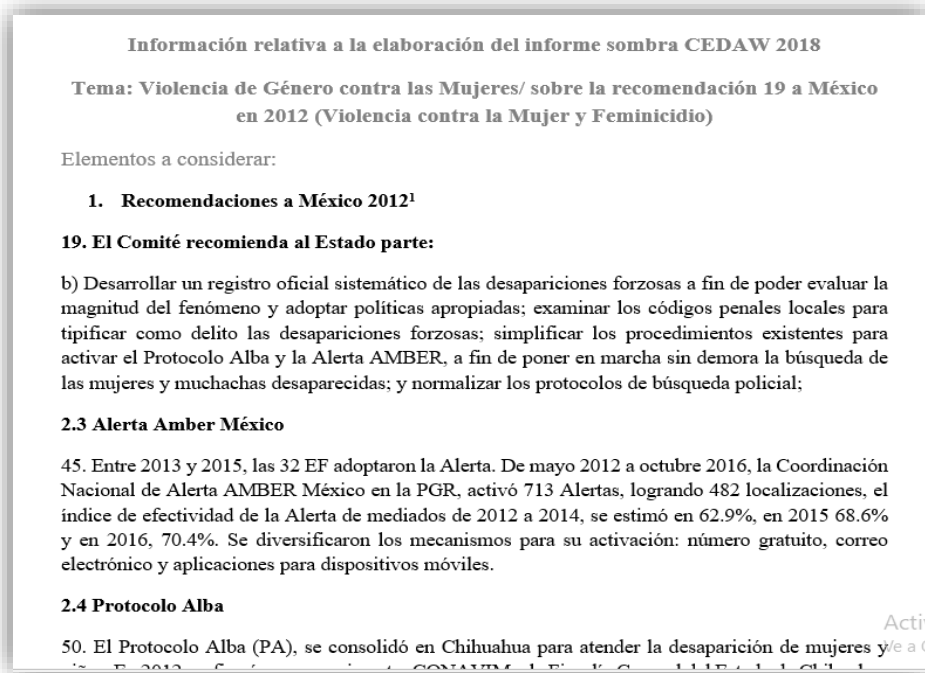 Información relativa a la elaboración del informe sombra CEDAW 2018
Tema: Violencia de Género contra las Mujeres/ sobre la recomendación 19 a México
en 2012 (Violencia contra la Mujer y Feminicidio)
Elementos a considerar:
1. Recomendaciones a México 2012¹
19. El Comité recomienda al Estado parte:
b) Desarrollar un registro oficial sistemático de las desapariciones forzosas a fin de poder evaluar la
magnitud del fenómeno y adoptar políticas apropiadas; examinar los códigos penales locales para
tipificar como delito las desapariciones forzosas; simplificar los procedimientos existentes para
activar el Protocolo Alba y la Alerta AMBER, a fin de poner en marcha sin demora la búsqueda de
las mujeres y muchachas desaparecidas; y normalizar los protocolos de búsqueda policial;
2.3 Alerta Amber México
45. Entre 2013 y 2015, las 32 EF adoptaron la Alerta. De mayo 2012 a octubre 2016, la Coordinación
Nacional de Alerta AMBER México en la PGR, activó 713 Alertas, logrando 482 localizaciones, el
índice de efectividad de la Alerta de mediados de 2012 a 2014, se estimó en 62.9%, en 2015 68.6%
y en 2016, 70.4%. Se diversificaron los mecanismos para su activación: número gratuito, correo
electrónico y aplicaciones para dispositivos móviles.
2.4 Protocolo Alba
Acti
50. El Protocolo Alba (PA), se consolidó en Chihuahua para atender la desaparición de mujeres y
Ve a C